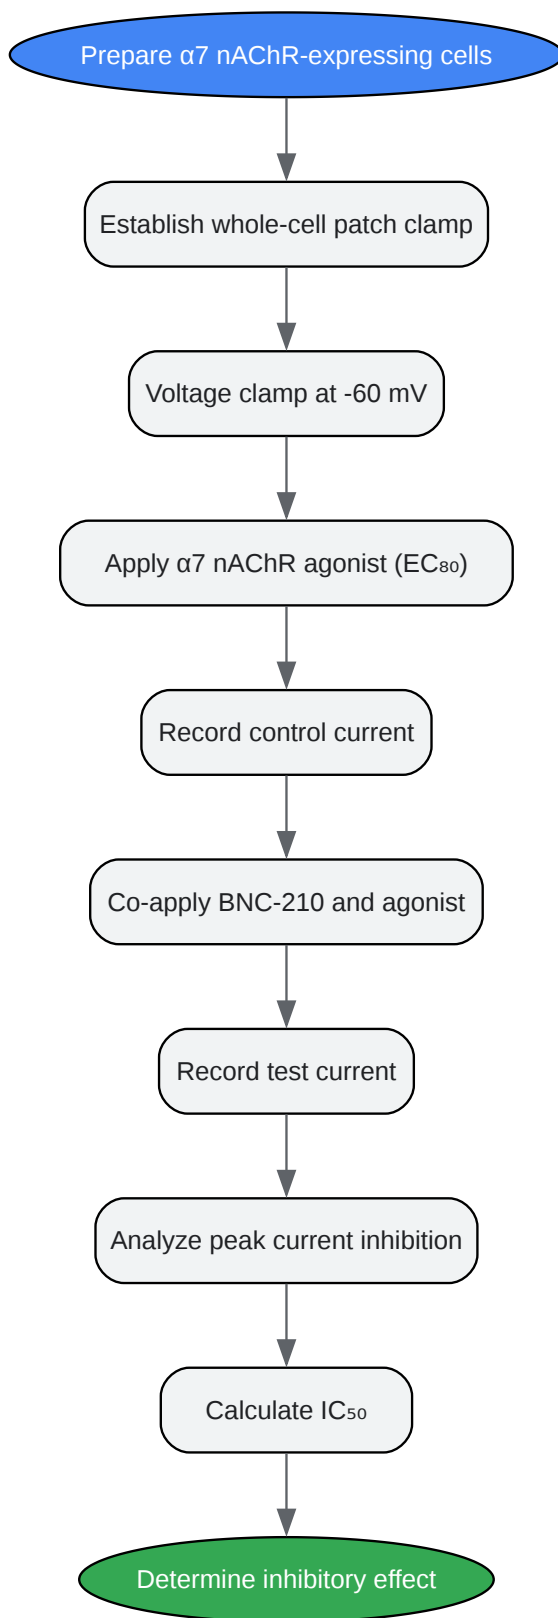 Prepare α7 nAChR-expressing cells
Establish whole-cell patch clamp
Voltage clamp at -60 mV
Apply α7 nAChR agonist (EC₈₀)
Record control current
Co-apply BNC-210 and agonist
Record test current
Analyze peak current inhibition
Calculate IC₅₀
Determine inhibitory effect